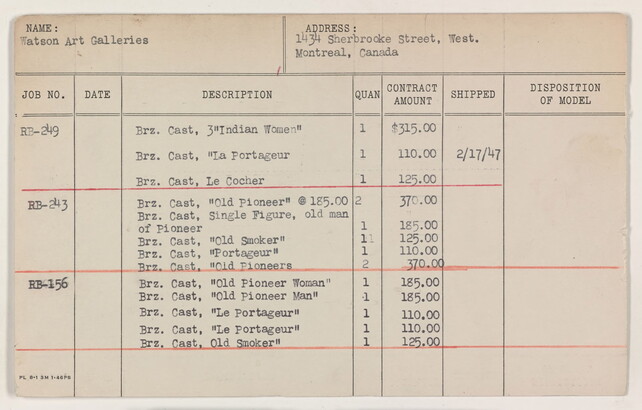 NAME:
Watson Art Galleries
ADDRESS:
1434 Sherbrooke Street, West.
Montreal, Canada
JOB NO. DATE DESCRIPTION QUAN CONTRACT AMOUNT SHIPPED DISPOSITION OF MODEL
RB-249 Brz. Cast, 3"Indian Women" 1 $315.00
Brz. Cast, "La Portageur 1 110.00 2/17/47
Brz. Cast, Le Cocher 1 125.00
RB-243 Brz. Cast, "Old Pioneer" @ 185.00 2 370.00
Brz. Cast, Single Figure, old man
of Pioneer 1 185.00
Brz. Cast, "Old Smoker" 11 125.00
Brz. Cast, "Portageur" 1 110.00
Brz. Cast, "Old Pioneers 2 370.00
RB-156 Brz. Cast, "Old Pioneer Woman" 1 185.00
Brz. Cast, "Old Pioneer Man" 1 185.00
Brz. Cast, "Le Portageur" 1 110.00
Brz. Cast, "Le Portageur" 1 110.00
Brz. Cast, Old Smoker" 1 125.00